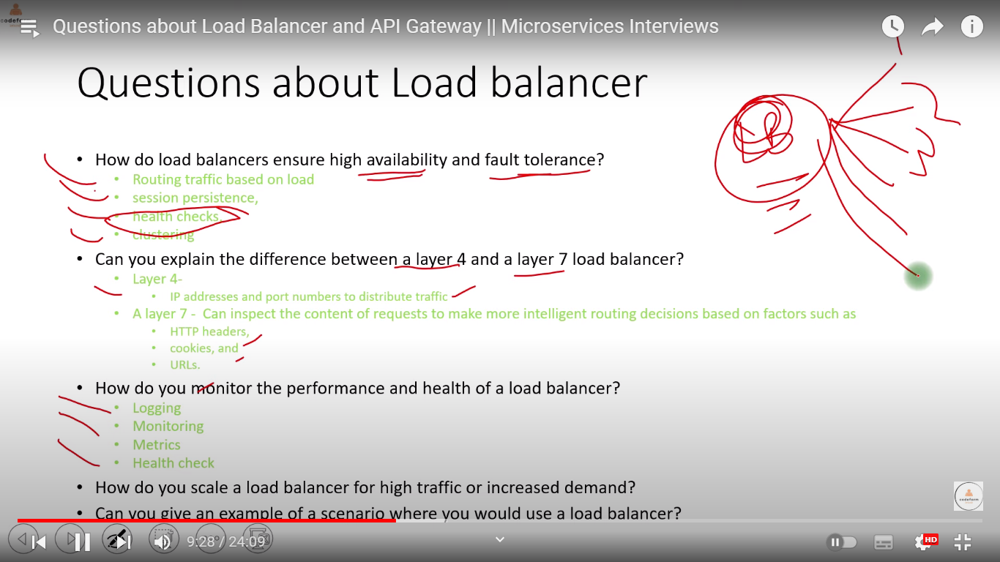 Questions about Load Balancer and API Gateway || Microservices Interviews
Questions about Load balancer
• How do load balancers ensure high availability and fault tolerance?
• Routing traffic based on load
• session persistence,
• health checks,
• clustering
• Can you explain the difference between a layer 4 and a layer 7 load balancer?
• Layer 4-
• IP addresses and port numbers to distribute traffic
• A layer 7 - Can inspect the content of requests to make more intelligent routing decisions based on factors such as
• HTTP headers,
• cookies, and
• URLs.
• How do you monitor the performance and health of a load balancer?
• Logging
• Monitoring
• Metrics
• Health check
• How do you scale a load balancer for high traffic or increased demand?
• Can you give an example of a scenario where you would use a load balancer?
codeform
9:28 / 24:09
HD